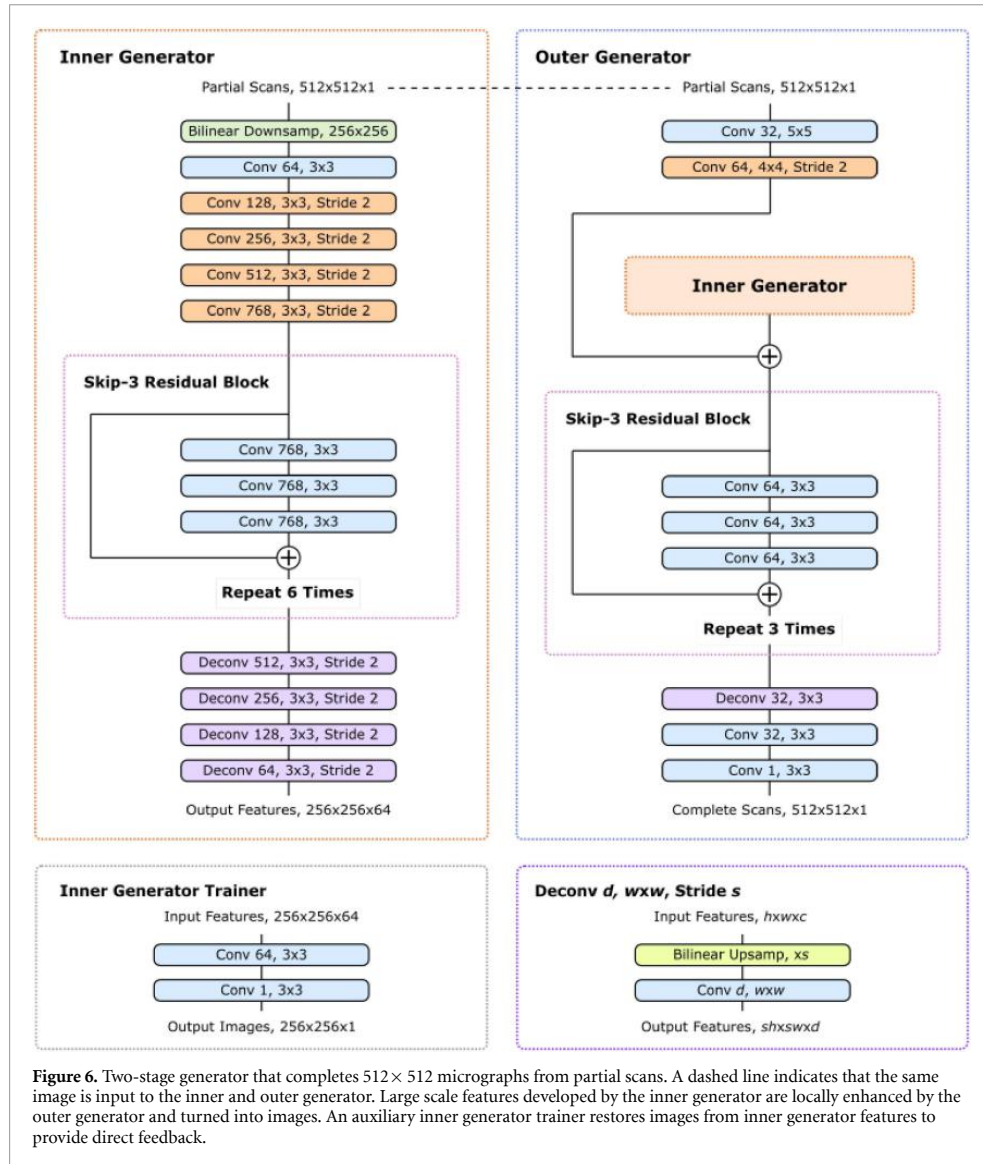 Inner Generator
Partial Scans, 512x512x1
Bilinear Downsamp, 256x256
Conv 64, 3x3
Conv 128, 3x3, Stride 2
Conv 256, 3x3, Stride 2
Conv 512, 3x3, Stride 2
Conv 768, 3x3, Stride 2
Skip-3 Residual Block
Conv 768, 3x3
Conv 768, 3x3
Conv 768, 3x3
Repeat 6 Times
Deconv 512, 3x3, Stride 2
Deconv 256, 3x3, Stride 2
Deconv 128, 3x3, Stride 2
Deconv 64, 3x3, Stride 2
Output Features, 256x256x64
Outer Generator
Partial Scans, 512x512x1
Conv 32, 5x5
Conv 64, 4x4, Stride 2
Inner Generator
Skip-3 Residual Block
Conv 64, 3x3
Conv 64, 3x3
Conv 64, 3x3
Repeat 3 Times
Deconv 32, 3x3
Conv 32, 3x3
Conv 1, 3x3
Complete Scans, 512x512x1
Inner Generator Trainer
Input Features, 256x256x64
Conv 64, 3x3
Conv 1, 3x3
Output Images, 256x256x1
Deconv d, wxw, Stride s
Input Features, hxwxc
Bilinear Upsamp, xs
Conv d, wxw
Output Features, shxswxd
Figure 6. Two-stage generator that completes 512× 512 micrographs from partial scans. A dashed line indicates that the same
image is input to the inner and outer generator. Large scale features developed by the inner generator are locally enhanced by the
outer generator and turned into images. An auxiliary inner generator trainer restores images from inner generator features to
provide direct feedback.